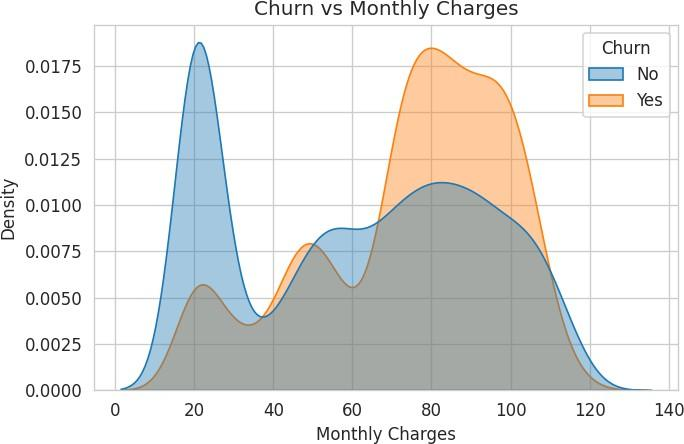 Churn vs Monthly Charges
Churn
No
Yes
0.0175
0.0150
0.0125
0.0100
0.0075
0.0050
0.0025
0.0000
Density
0 20 40 60 80 100 120 140
Monthly Charges